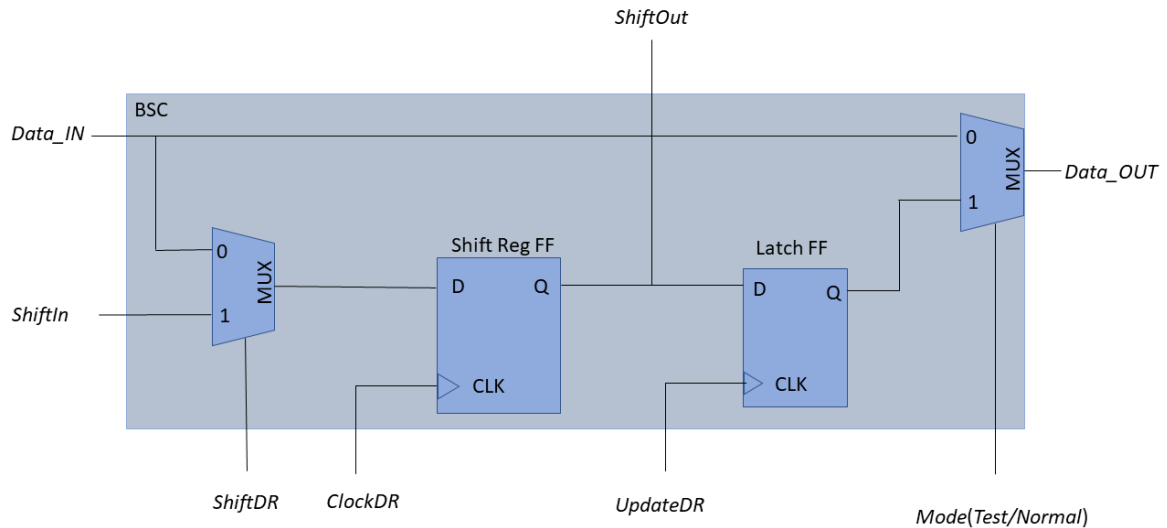 ShiftOut
BSC
Data_IN
0
MUX
Data_OUT
1
Shift Reg FF
Latch FF
0
MUX
D
Q
D
Q
ShiftIn
1
CLK
CLK
ShiftDR
ClockDR
UpdateDR
Mode(Test/Normal)